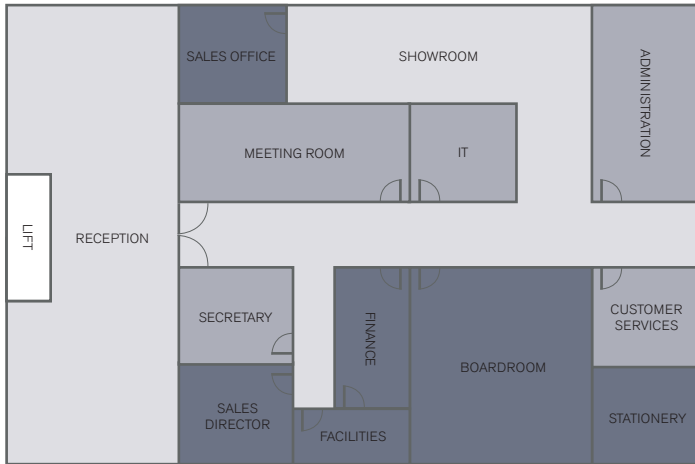 SALES OFFICE
SHOWROOM
ADMINISTRATION
MEETING ROOM
IT
LIFT
RECEPTION
SECRETARY
FINANCE
CUSTOMER
SERVICES
BOARDROOM
SALES
DIRECTOR
FACILITIES
STATIONERY